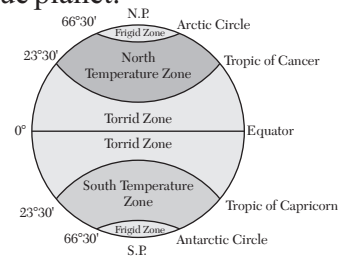 ue planet.
N.P.
66°30'
Arctic Circle
Frigid Zone
23°30'
North
Temperature Zone
Tropic of Cancer
Torrid Zone
0°
Equator
Torrid Zone
South Temperature
Zone
23°30'
Tropic of Capricorn
Frigid Zone
66°30'
Antarctic Circle
S.P.